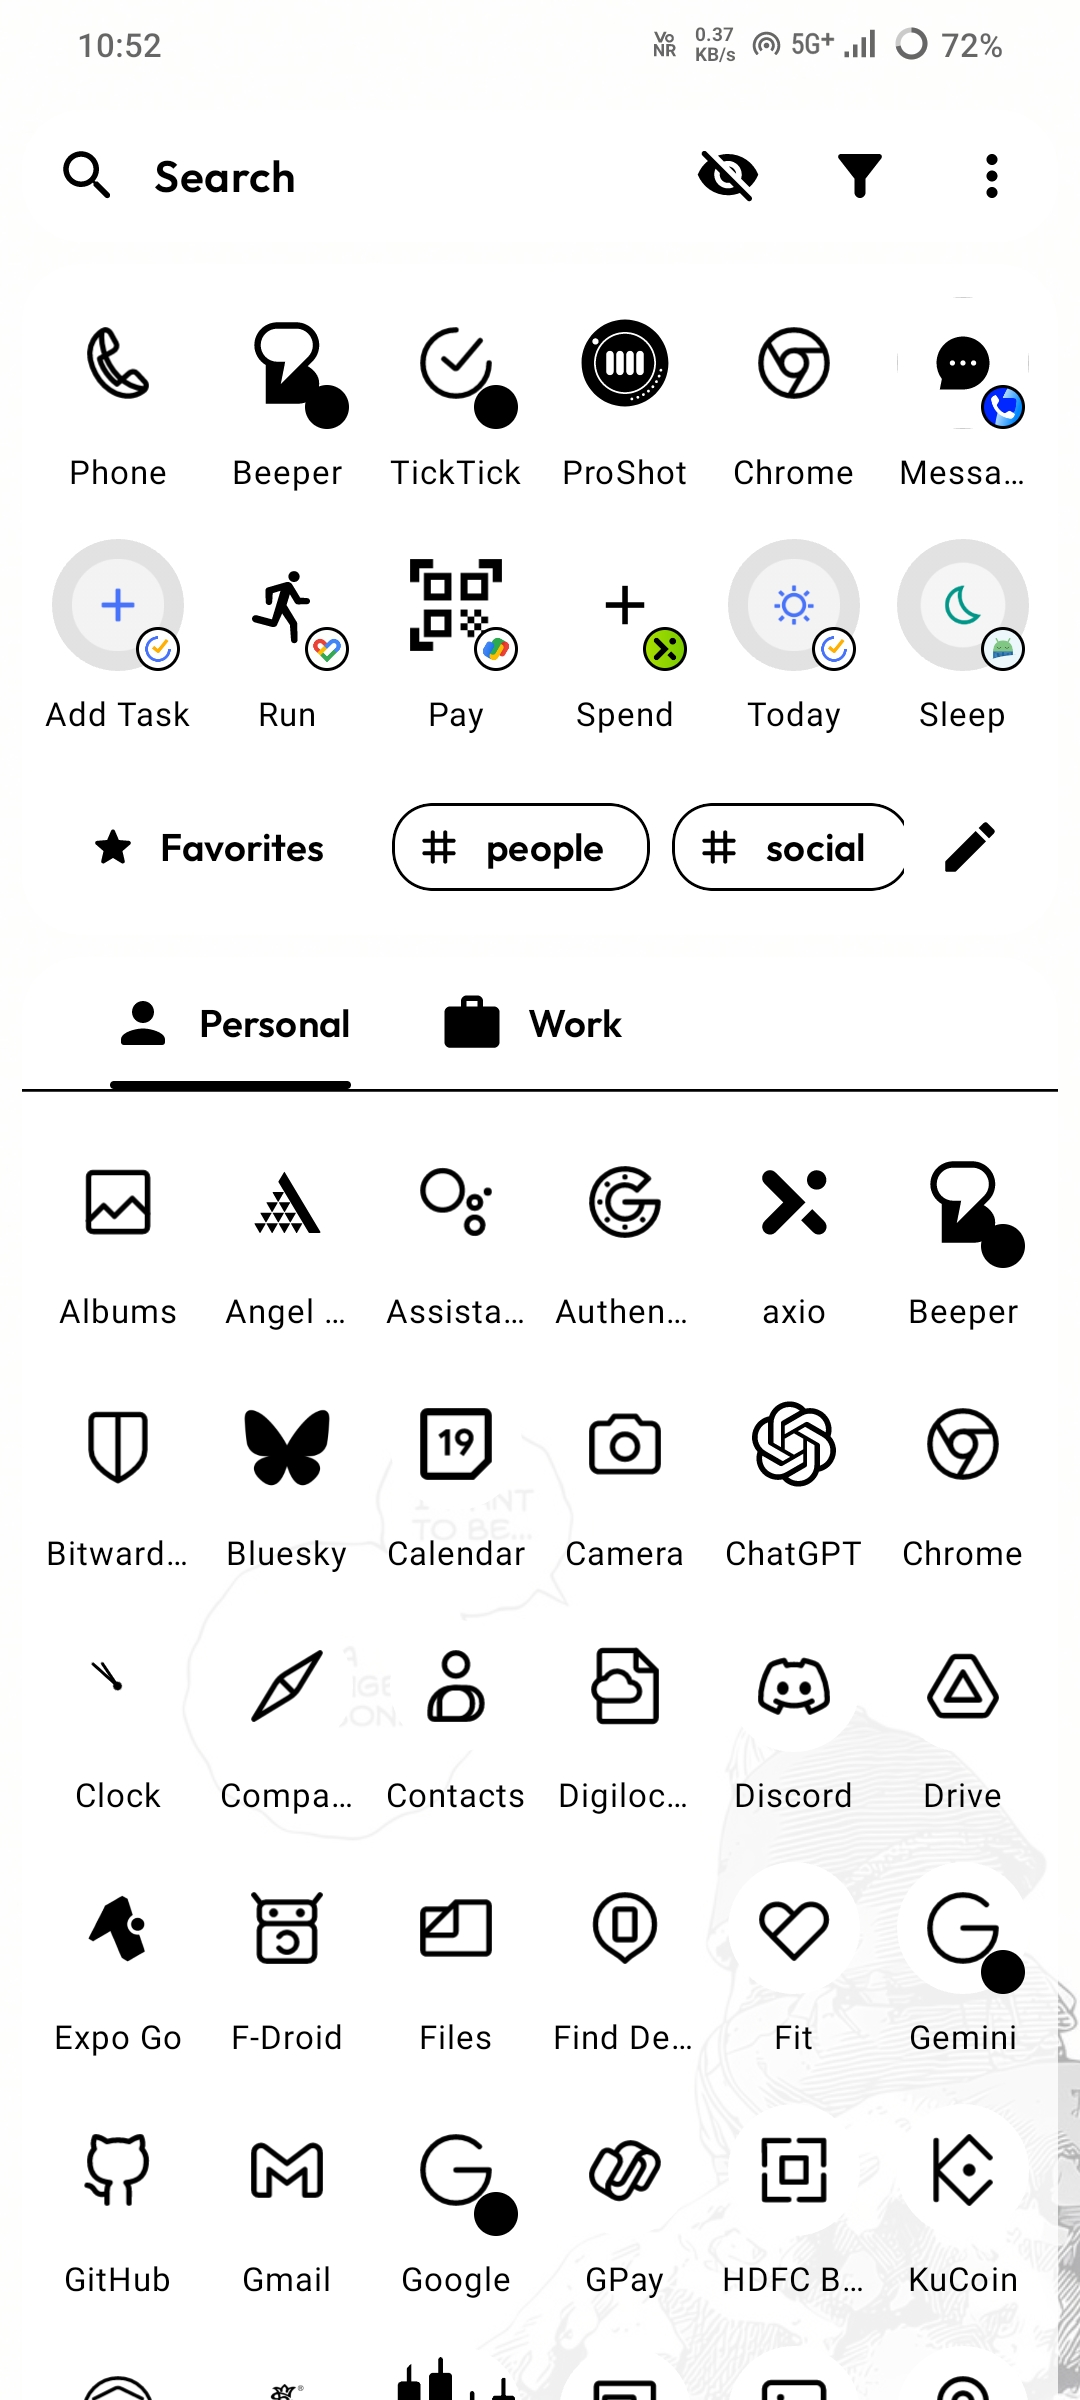 10:52 Vo NR 0.37 KB/s 5G+ 72%
Search
Phone Beeper TickTick ProShot Chrome Messa...
Add Task Run Pay Spend Today Sleep
Favorites # people # social
Personal Work
Albums Angel ... Assista... Authen... axio Beeper
19
TO BE...
Bitward... Bluesky Calendar Camera ChatGPT Chrome
Clock Compa... Contacts Digiloc... Discord Drive
Expo Go F-Droid Files Find De... Fit Gemini
GitHub Gmail Google GPay HDFC B... KuCoin